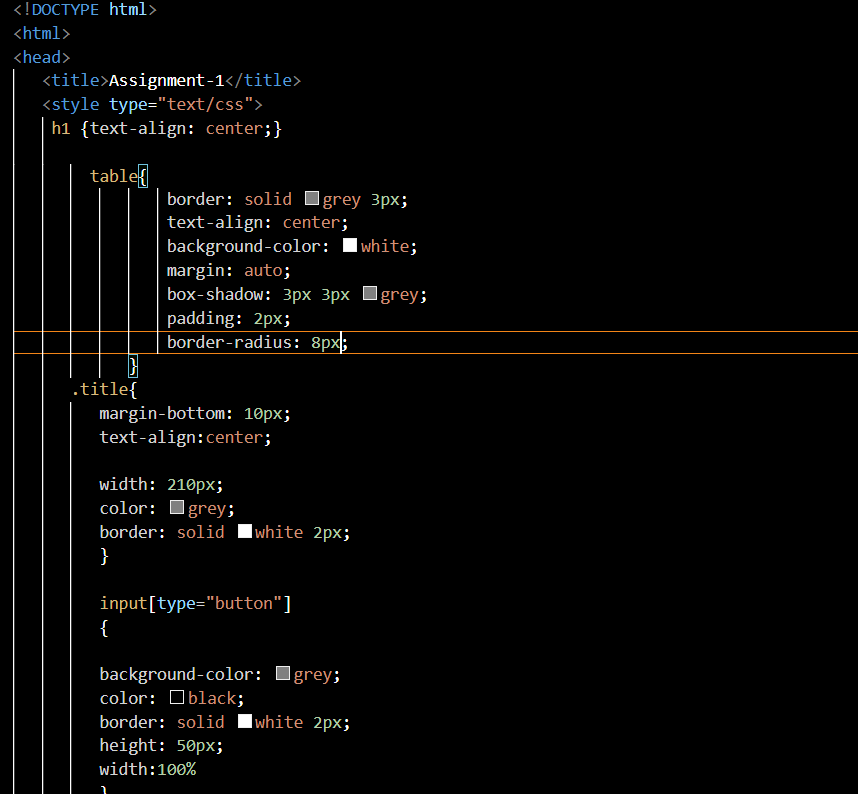 <!DOCTYPE html>
<html>
<head>
<title>Assignment-1</title>
<style type="text/css">
h1 {text-align: center;}
table{
border: solid grey 3px;
text-align: center;
background-color: white;
margin: auto;
box-shadow: 3px 3px grey;
padding: 2px;
border-radius: 8px;
}
.title{
margin-bottom: 10px;
text-align:center;
width: 210px;
color: grey;
border: solid white 2px;
}
input[type="button"]
{
background-color: grey;
color: black;
border: solid white 2px;
height: 50px;
width:100%
}